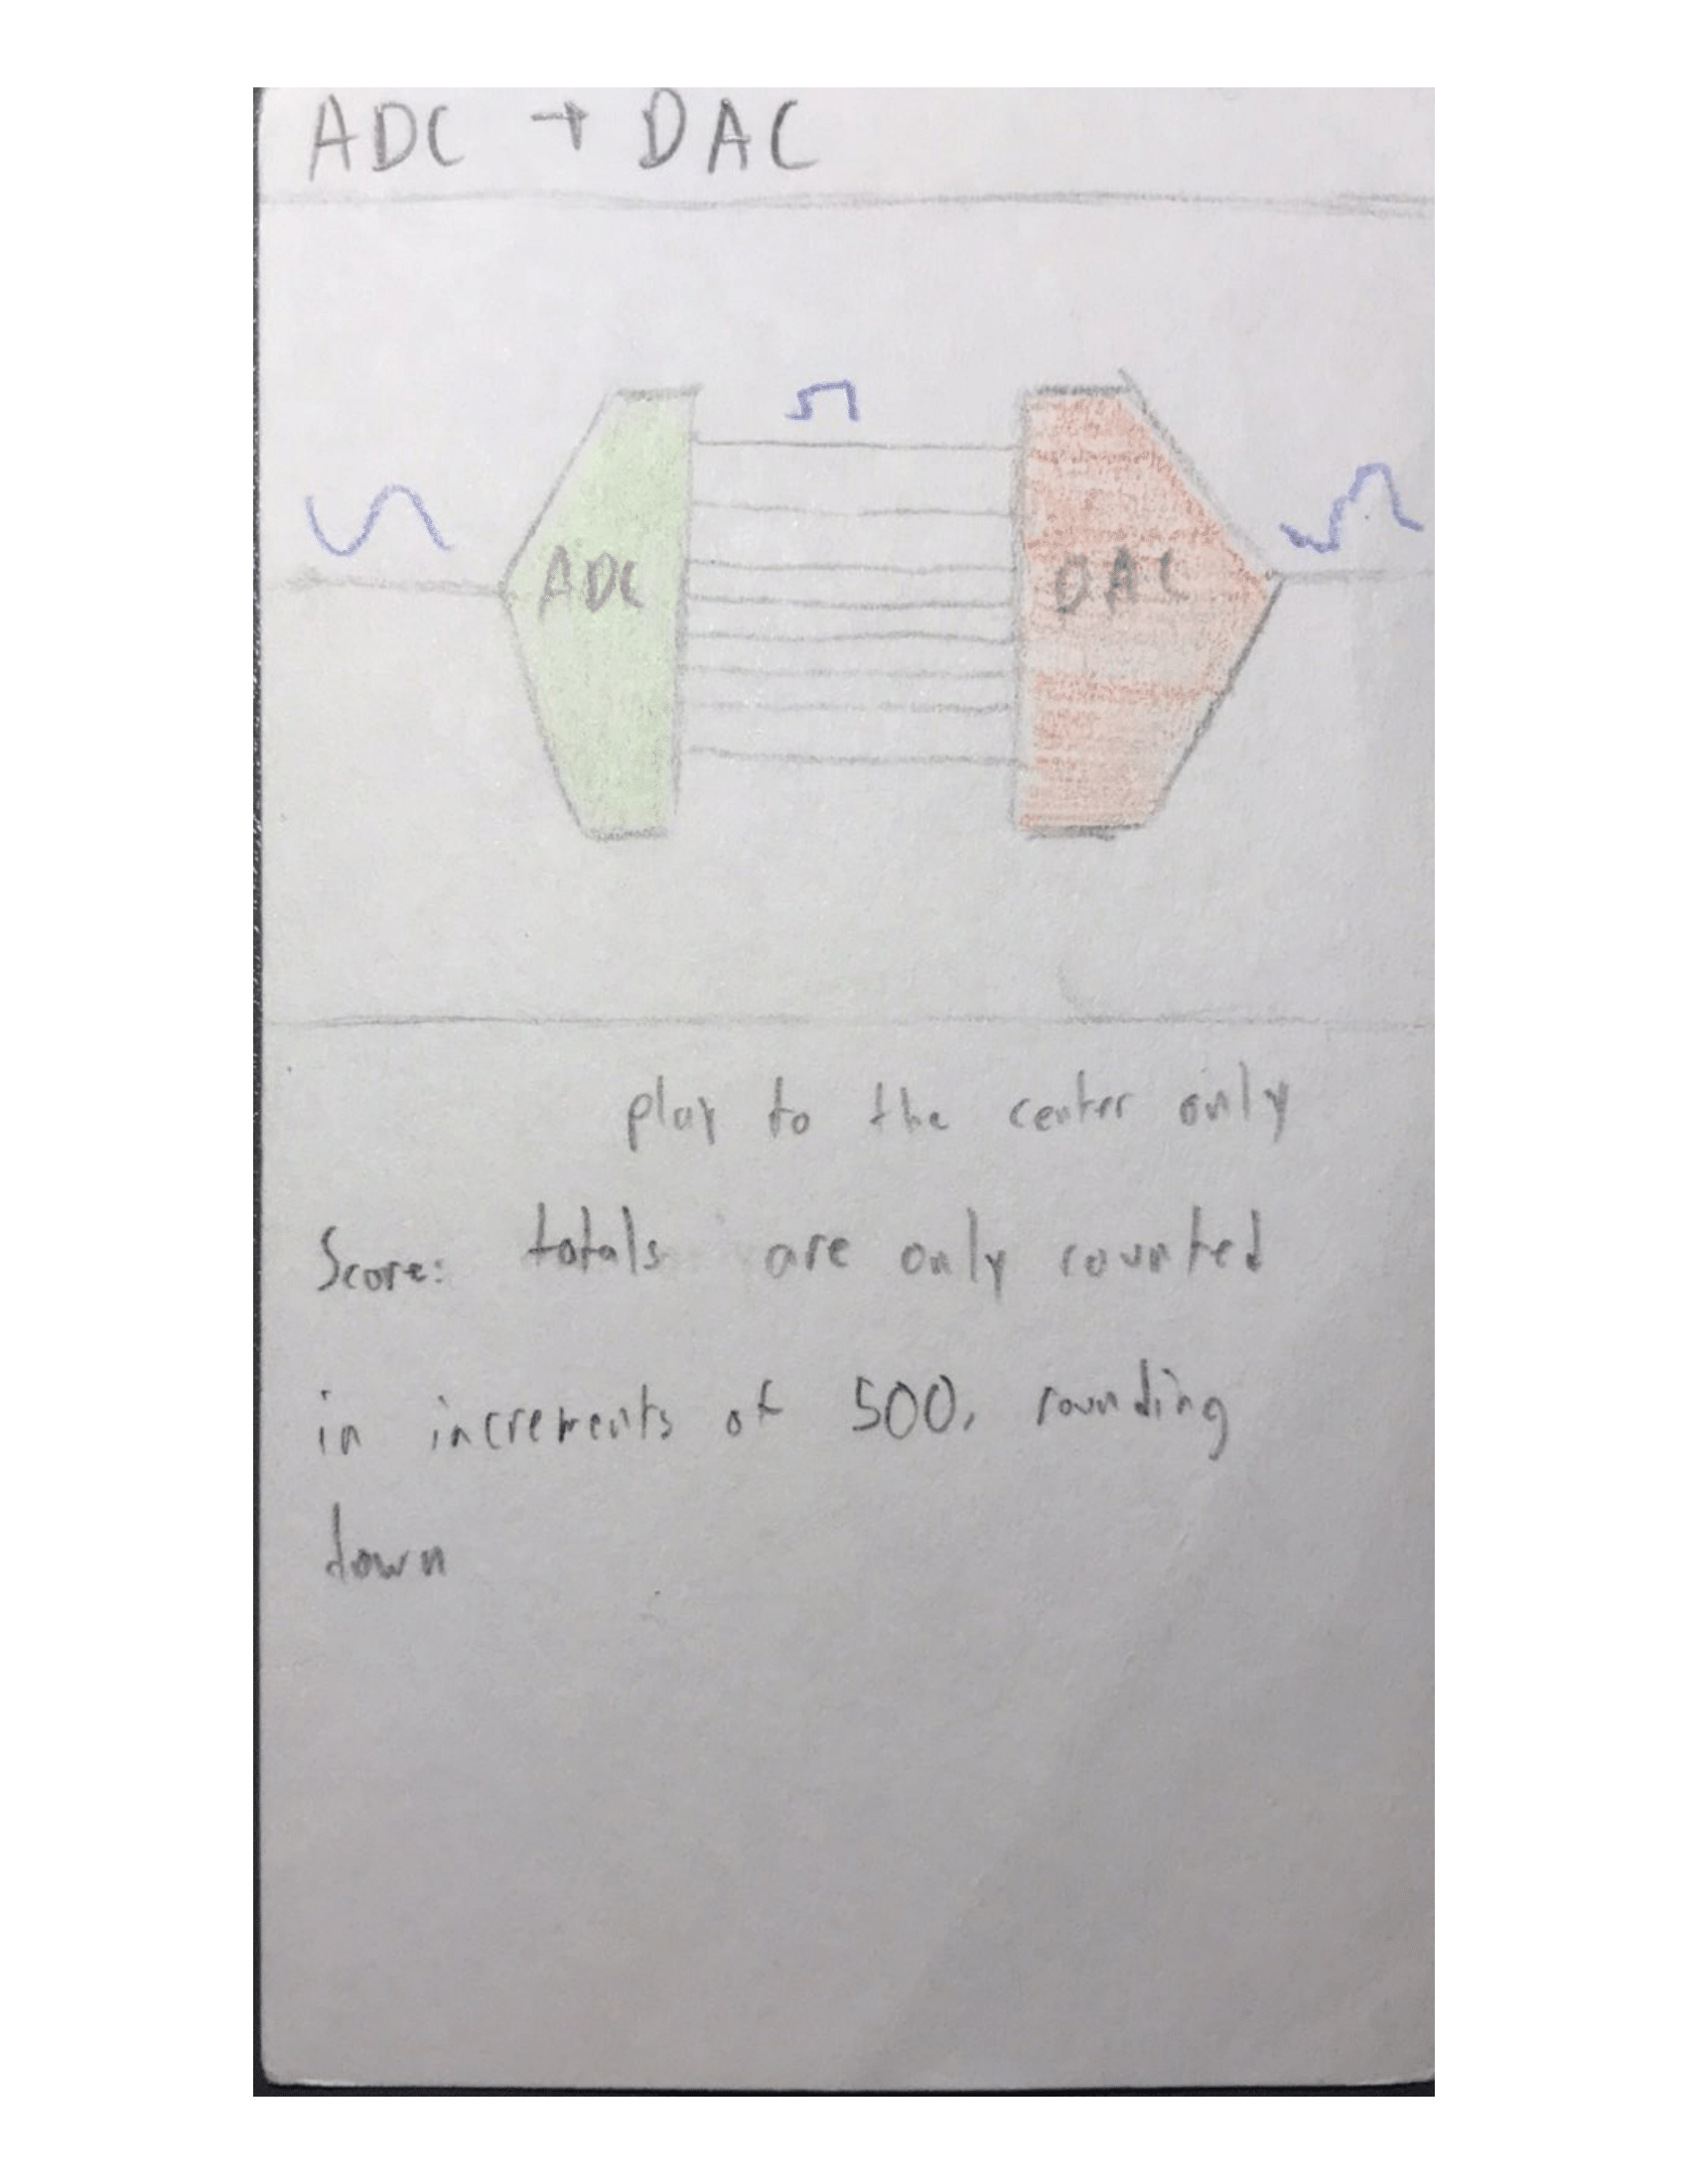 ADC → DAC
ADC DAC
play to the center only
Score: totals are only counted
in increments of 500, rounding
down